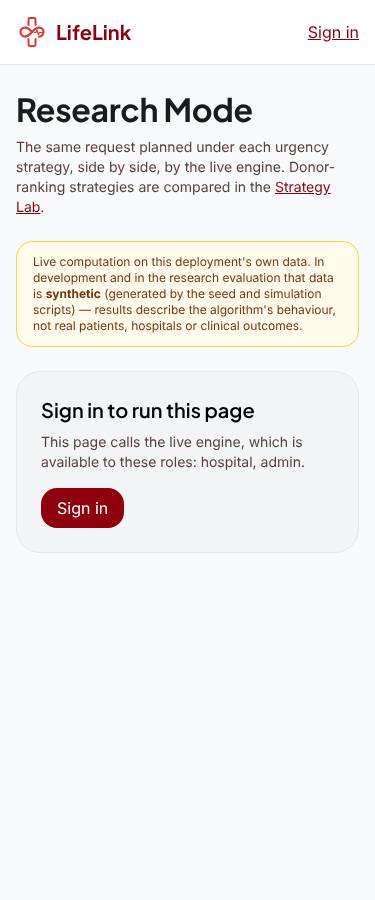 LifeLink
Sign in
Research Mode
The same request planned under each urgency
strategy, side by side, by the live engine. Donor-
ranking strategies are compared in the Strategy
Lab.
Live computation on this deployment's own data. In
development and in the research evaluation that data
is synthetic (generated by the seed and simulation
scripts) — results describe the algorithm's behaviour,
not real patients, hospitals or clinical outcomes.
Sign in to run this page
This page calls the live engine, which is
available to these roles: hospital, admin.
Sign in